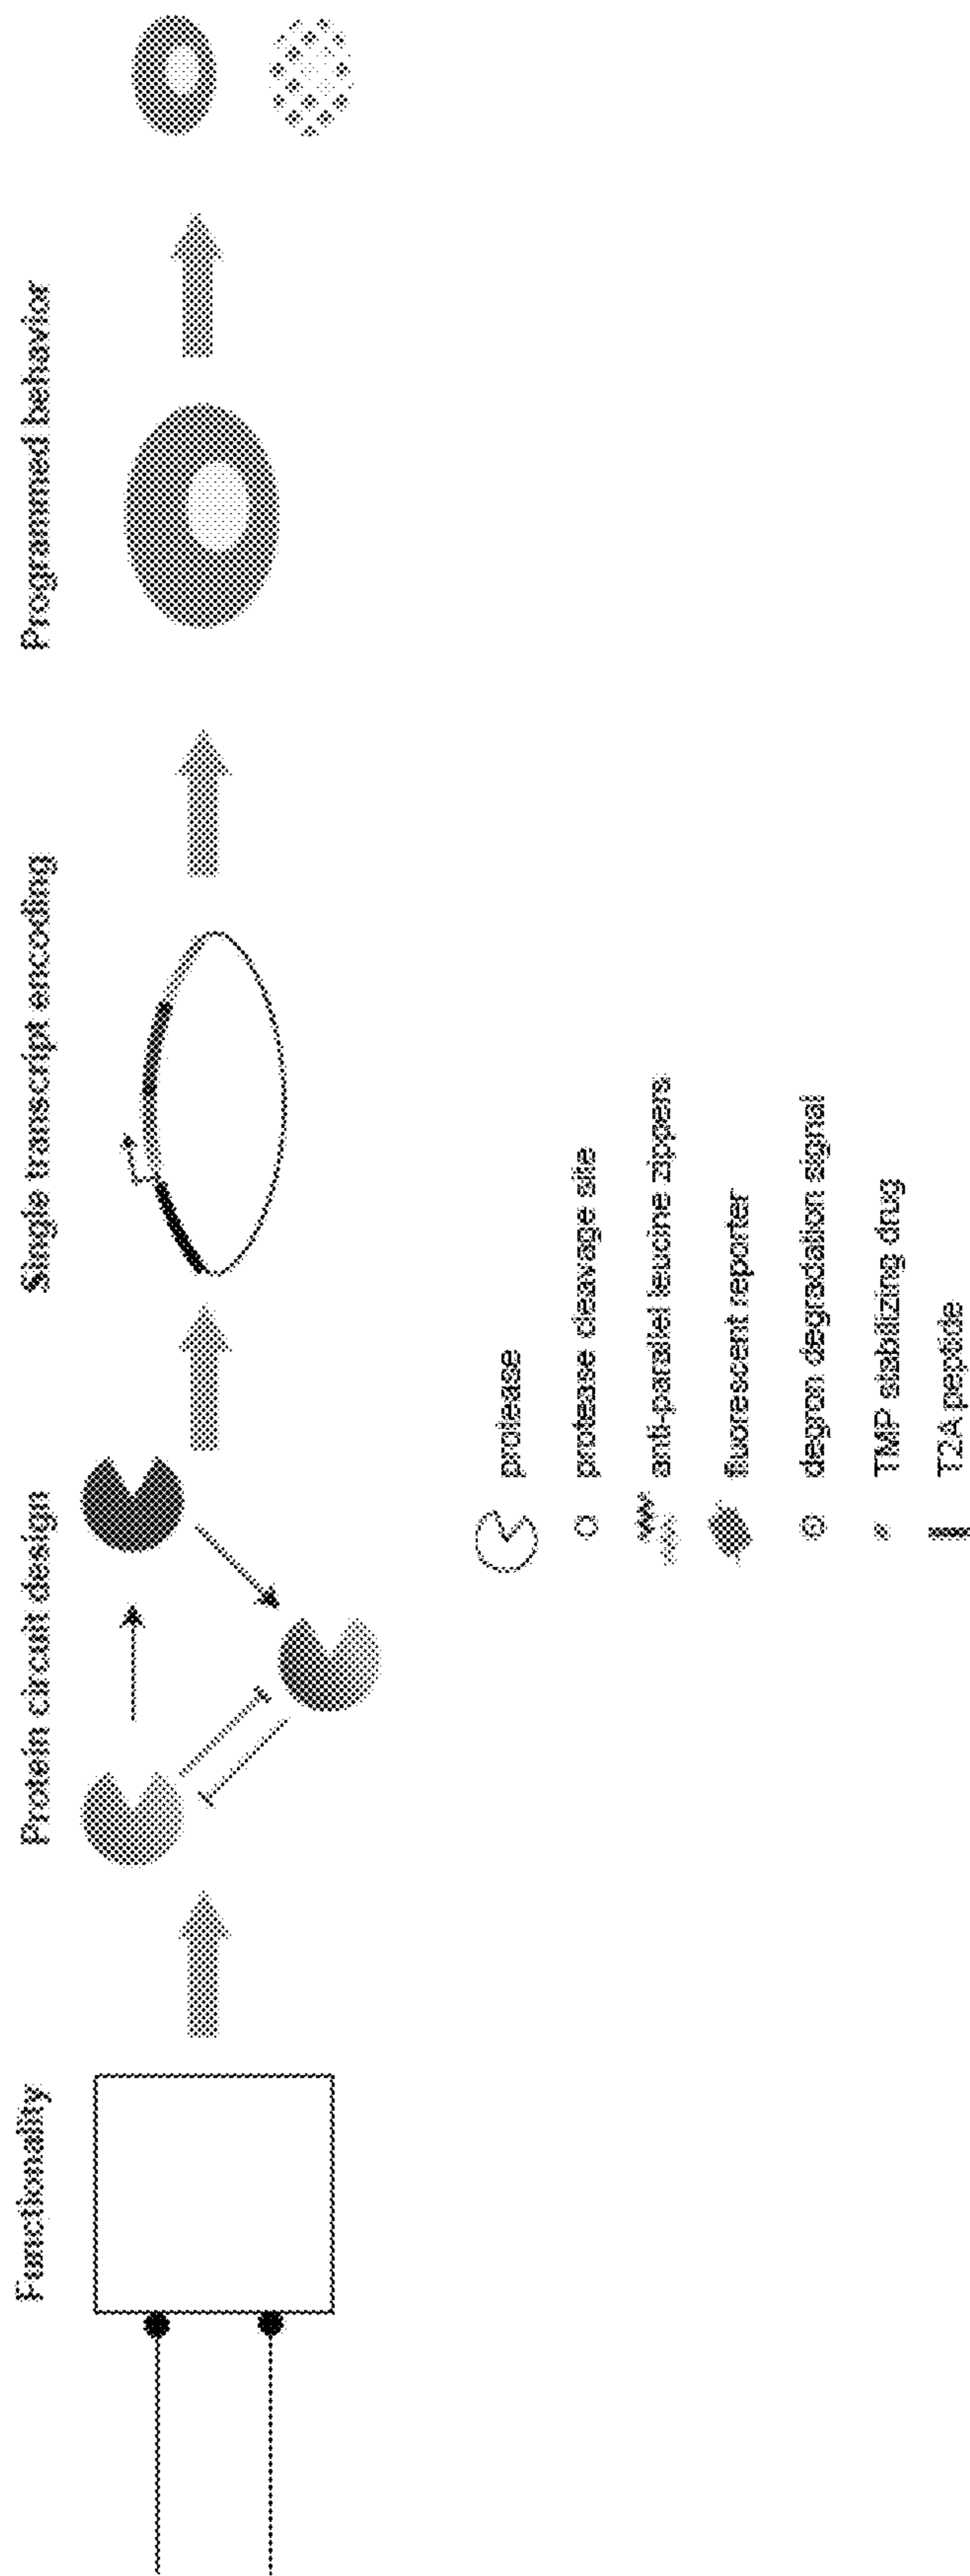 Functionality
Protein circuit design
Single transcript encoding
Programmed behavior
protease
protease cleavage site
anti-parallel leucine zippers
fluorescent reporter
degron degradation signal
TMP stabilizing drug
T2A peptide